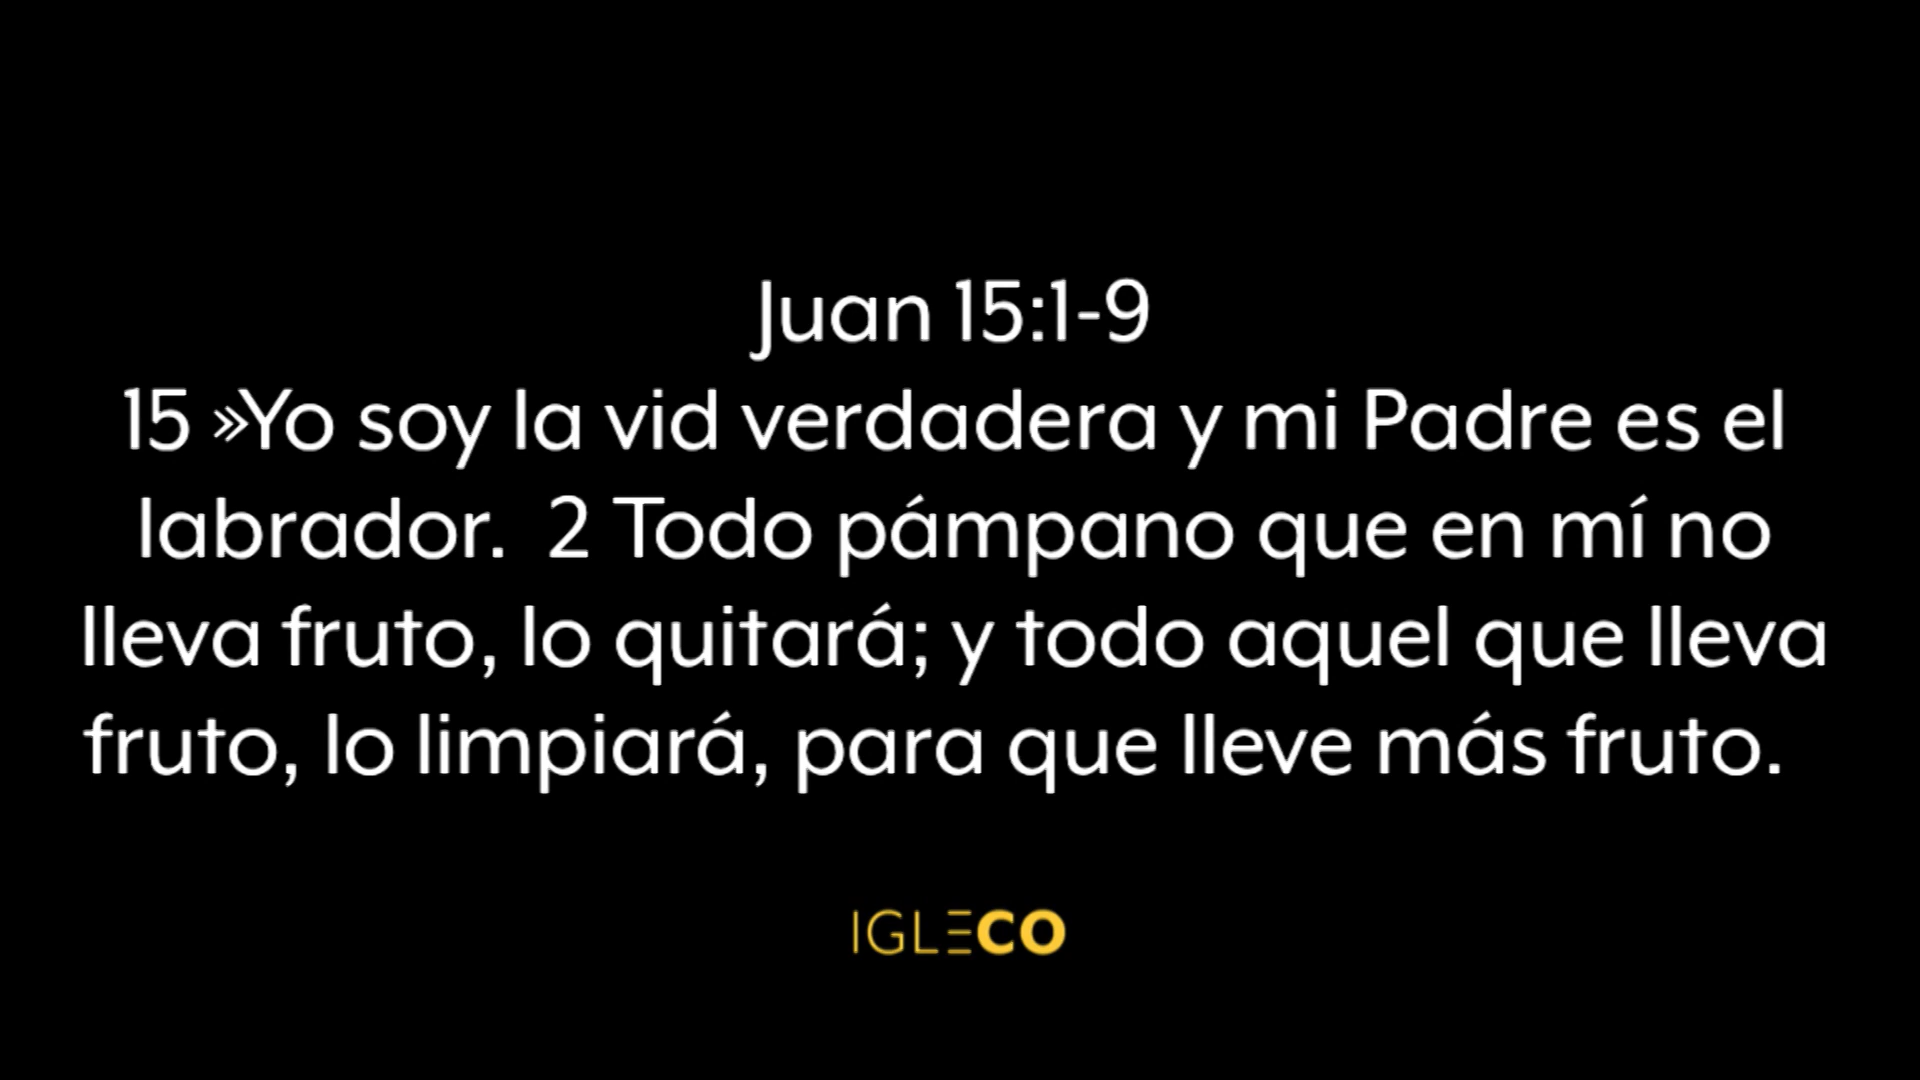 Juan 15:1-9
15 »Yo soy la vid verdadera y mi Padre es el
labrador.  2 Todo pámpano que en mí no
lleva fruto, lo quitará; y todo aquel que lleva
fruto, lo limpiará, para que lleve más fruto.
IGLECO